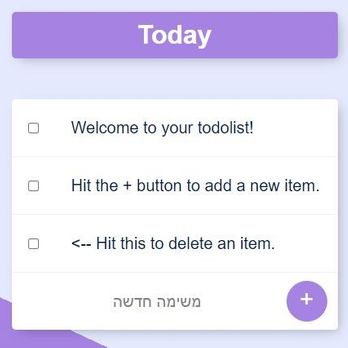 Today
Welcome to your todolist!
Hit the + button to add a new item.
<-- Hit this to delete an item.
משימה חדשה
+